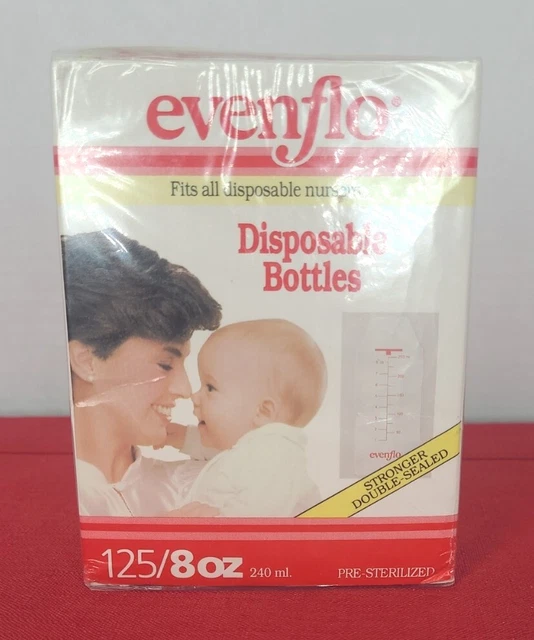 evenflo®
Fits all disposable nursers
Disposable
Bottles
evenflo
STRONGER
DOUBLE-SEALED
125/8oz 240 ml.
PRE-STERILIZED